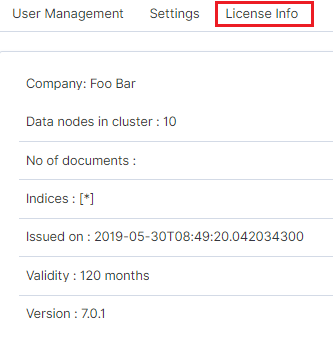 User Management Settings License Info
Company: Foo Bar
Data nodes in cluster : 10
No of documents :
Indices : [*]
Issued on : 2019-05-30T08:49:20.042034300
Validity : 120 months
Version : 7.0.1